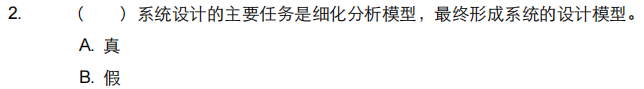 2. （　　）系统设计的主要任务是细化分析模型，最终形成系统的设计模型。
A. 真
B. 假